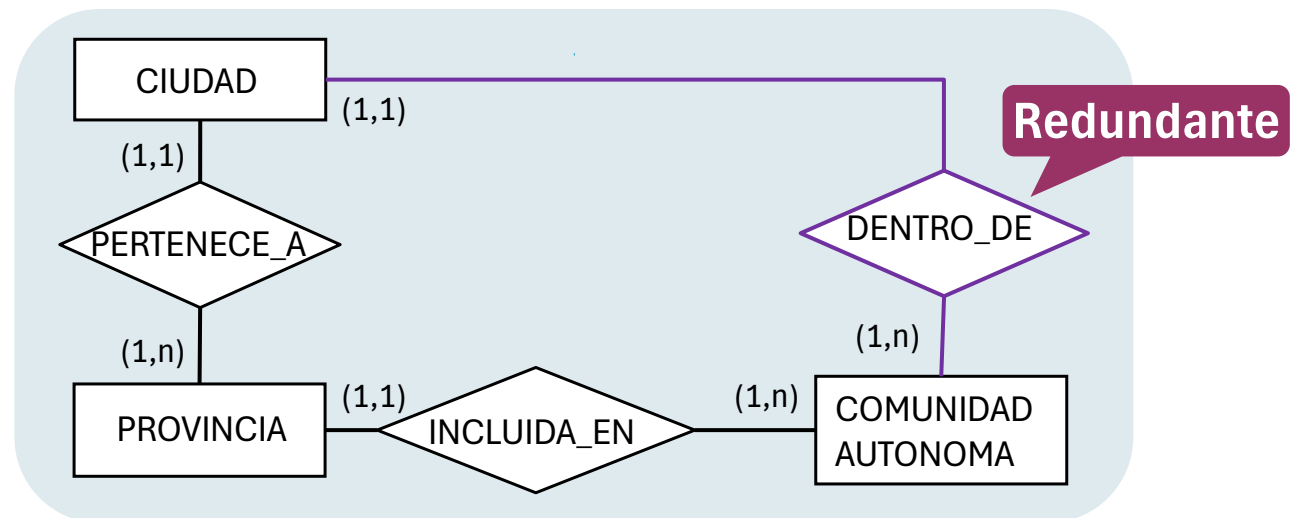 CIUDAD
(1,1)
Redundante
(1,1)
PERTENECE_A
DENTRO_DE
(1,n)
(1,n)
PROVINCIA
(1,1)
INCLUIDA_EN
(1,n)
COMUNIDAD
AUTONOMA